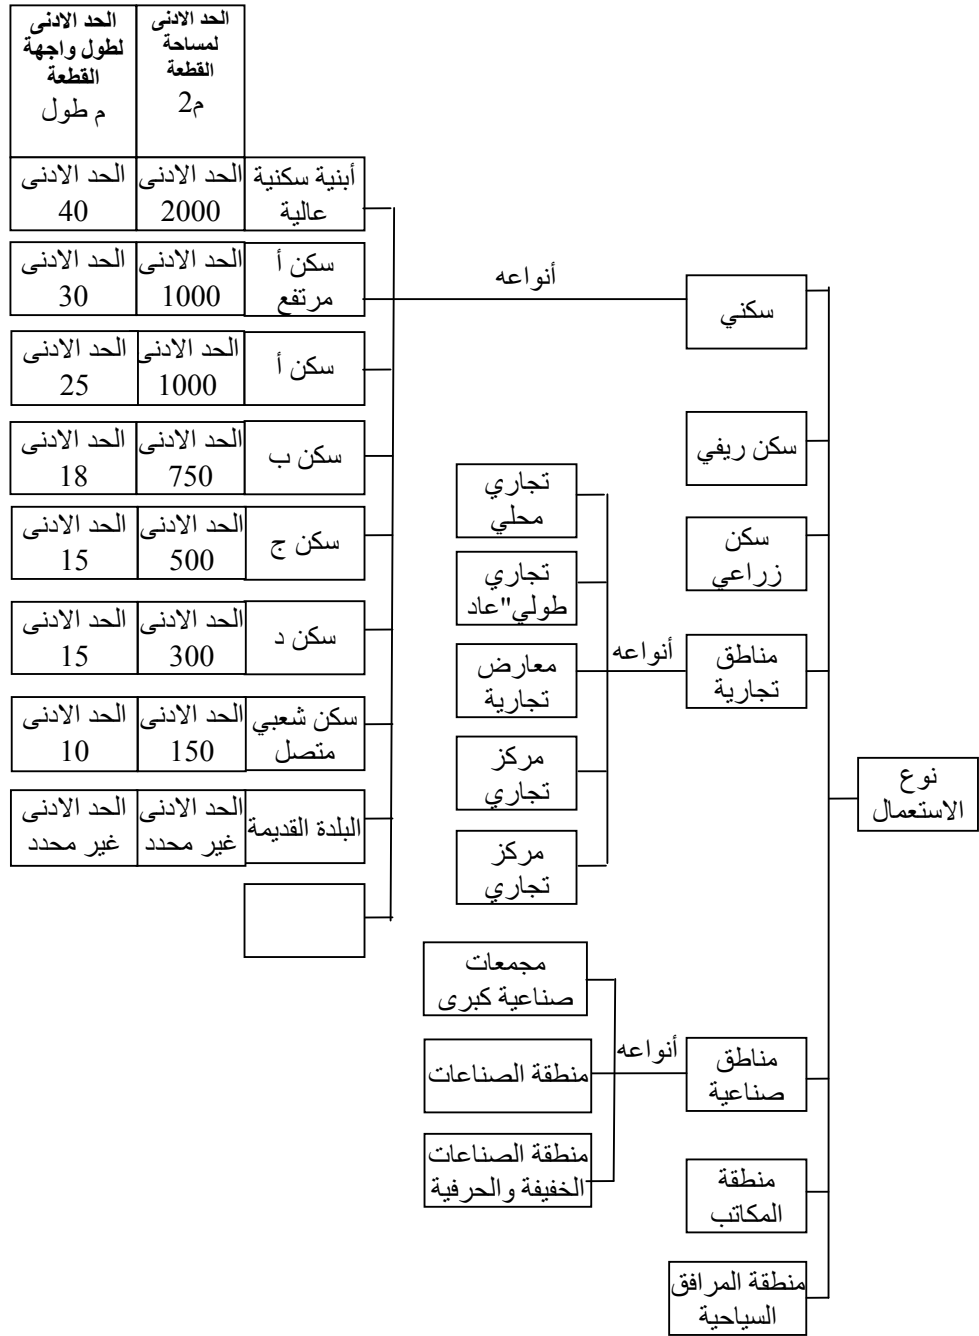 الحد الادنى
لمساحة
القطعة
م2
الحد الادنى
لطول واجهة
القطعة
م طول
أبنية سكنية
عالية
الحد الادنى
2000
الحد الادنى
40
سكن أ
مرتفع
الحد الادنى
1000
الحد الادنى
30
سكن أ
الحد الادنى
1000
الحد الادنى
25
سكن ب
الحد الادنى
750
الحد الادنى
18
سكن ج
الحد الادنى
500
الحد الادنى
15
سكن د
الحد الادنى
300
الحد الادنى
15
سكن شعبي
متصل
الحد الادنى
150
الحد الادنى
10
البلدة القديمة
الحد الادنى
غير محدد
الحد الادنى
غير محدد
نوع
الاستعمال
سكني
أنواعه
سكن ريفي
سكن
زراعي
مناطق
تجارية
أنواعه
تجاري
محلي
تجاري
طولي"عاد
معارض
تجارية
مركز
تجاري
مركز
تجاري
مناطق
صناعية
أنواعه
مجمعات
صناعية كبرى
منطقة الصناعات
منطقة الصناعات
الخفيفة والحرفية
منطقة
المكاتب
منطقة المرافق
السياحية